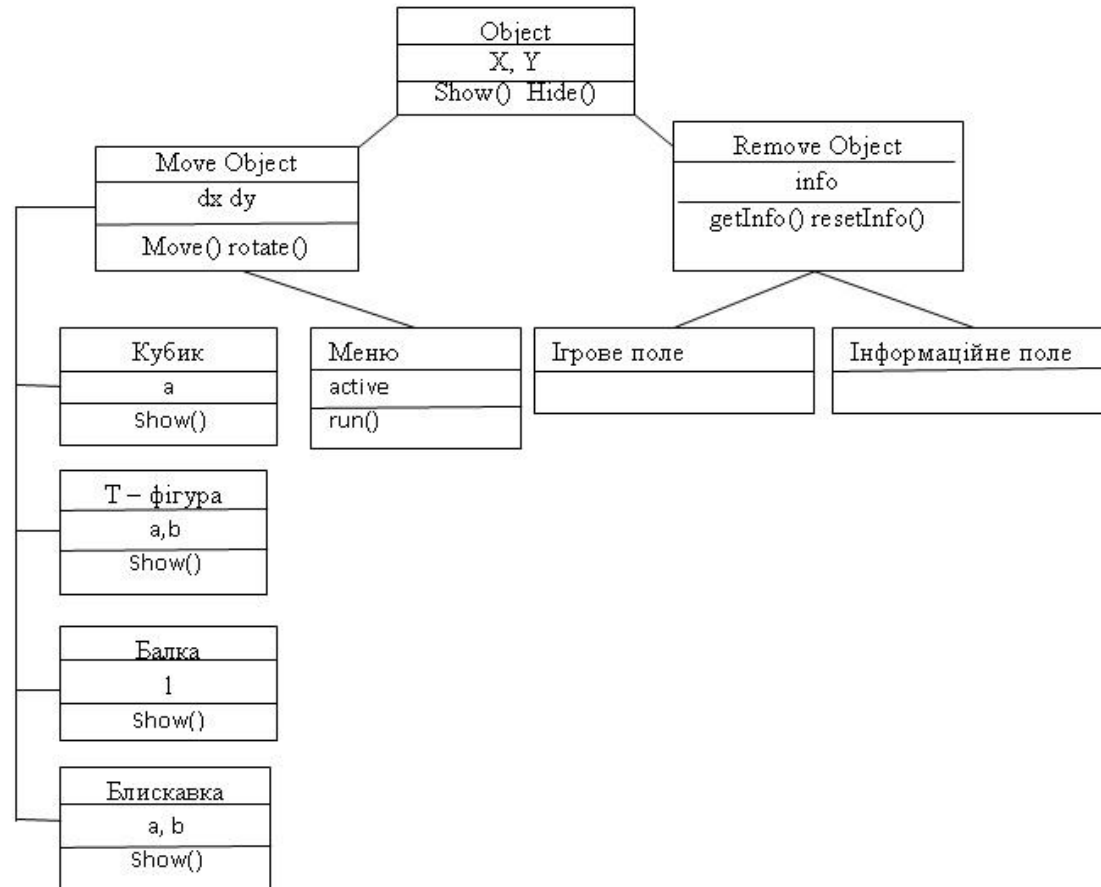 Object
X, Y
Show() Hide()
Move Object
dx dy
Move() rotate()
Remove Object
info
getInfo() resetInfo()
Кубик
a
Show()
Меню
active
run()
Ігрове поле
Інформаційне поле
Т – фігура
a,b
Show()
Балка
l
Show()
Блискавка
a, b
Show()